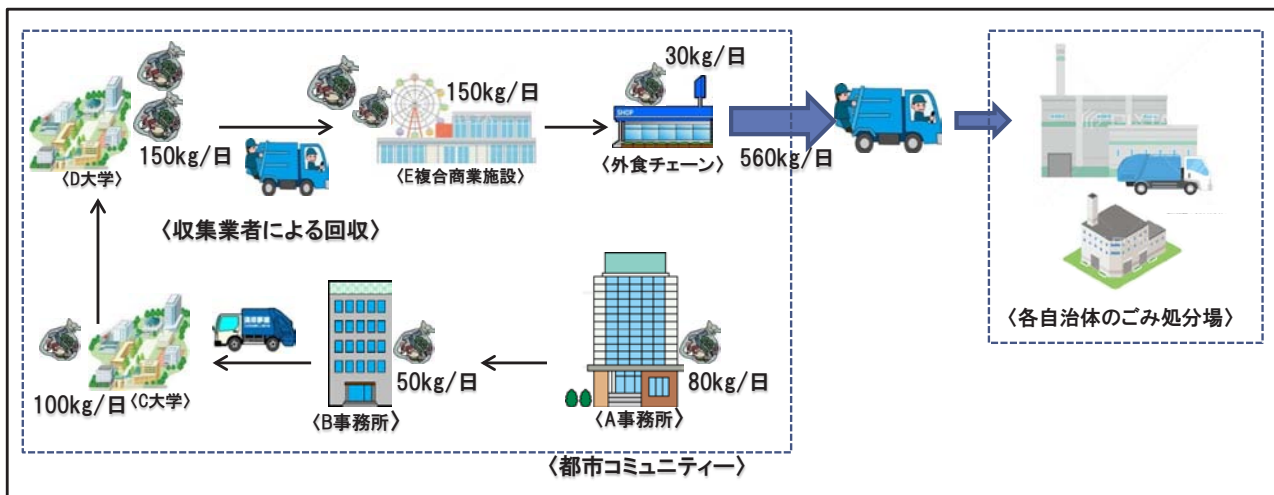 150kg/日
〈D大学〉
〈収集業者による回収〉
150kg/日
〈E複合商業施設〉
30kg/日
SHOP
〈外食チェーン〉
560kg/日
〈各自治体のごみ処分場〉
100kg/日
〈C大学〉
50kg/日
〈B事務所〉
80kg/日
〈A事務所〉
〈都市コミュニティー〉